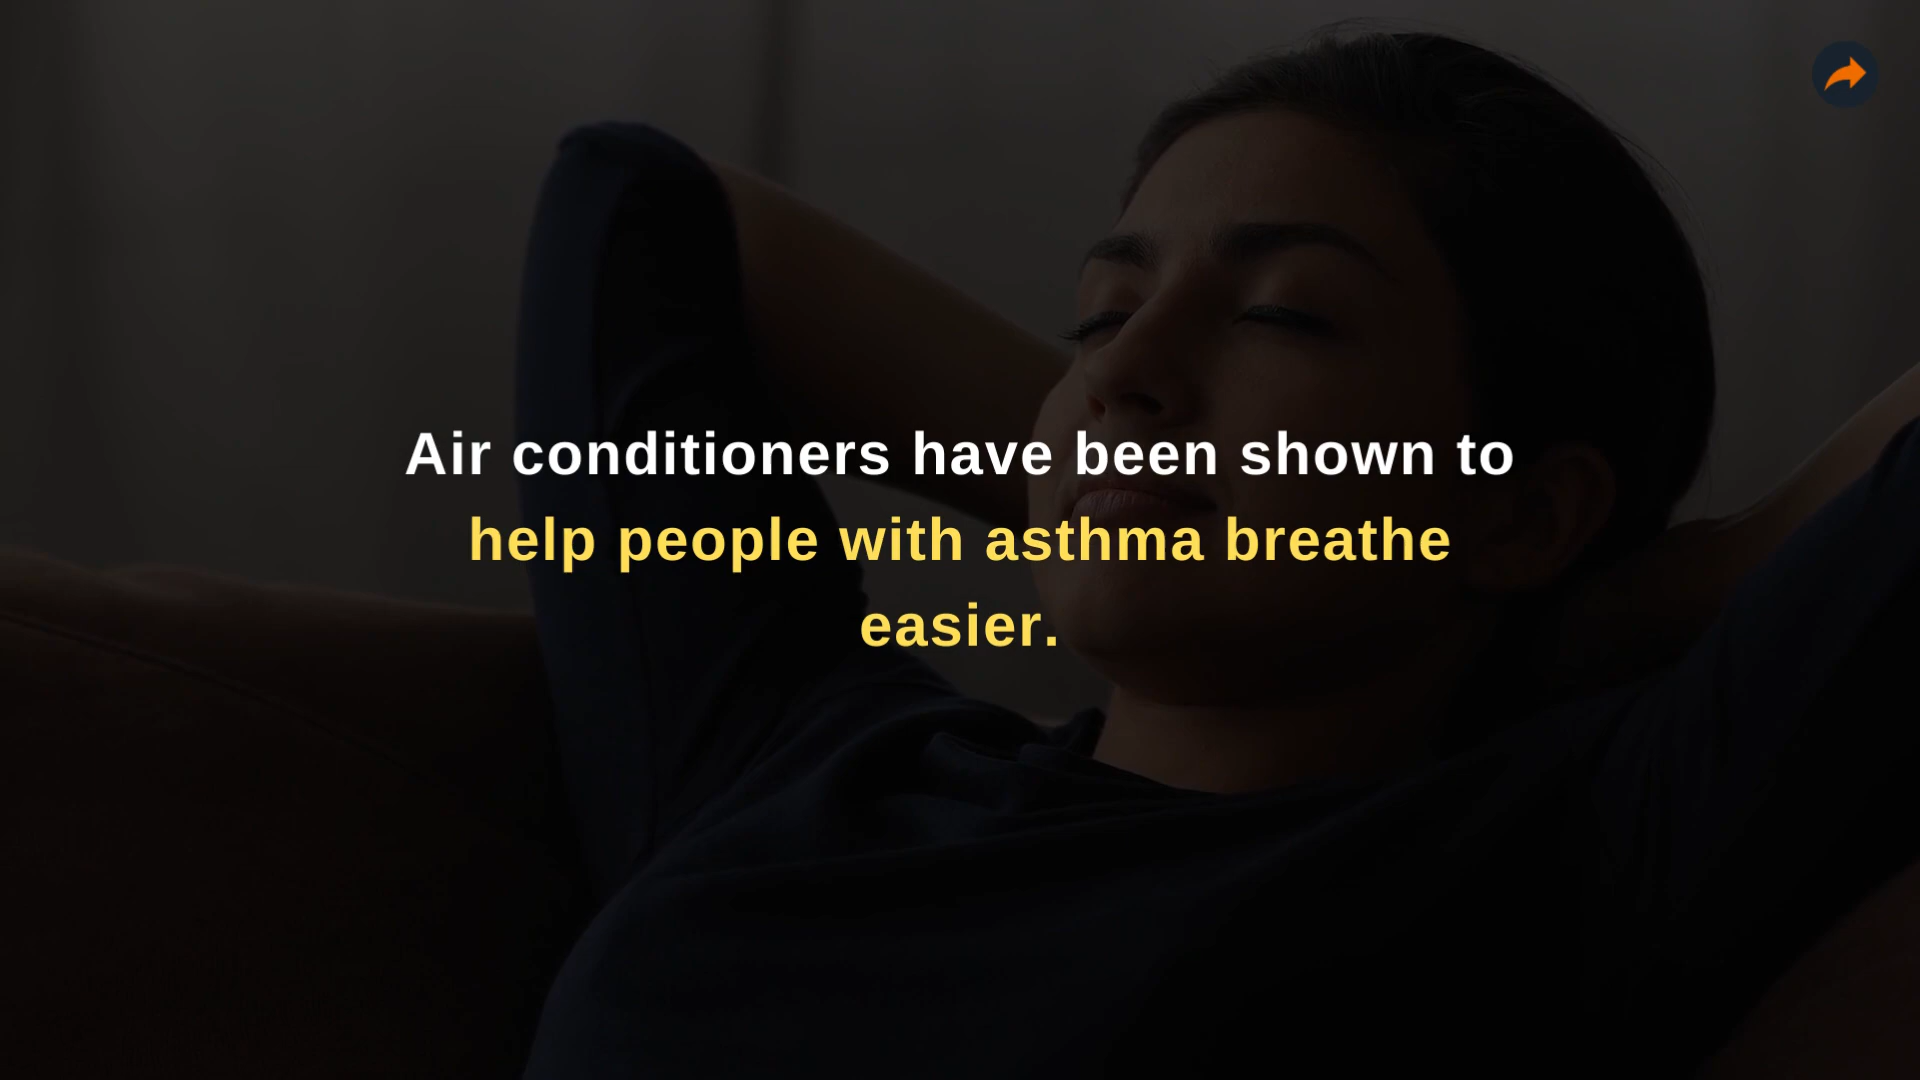 Air conditioners have been shown to
help people with asthma breathe
easier.